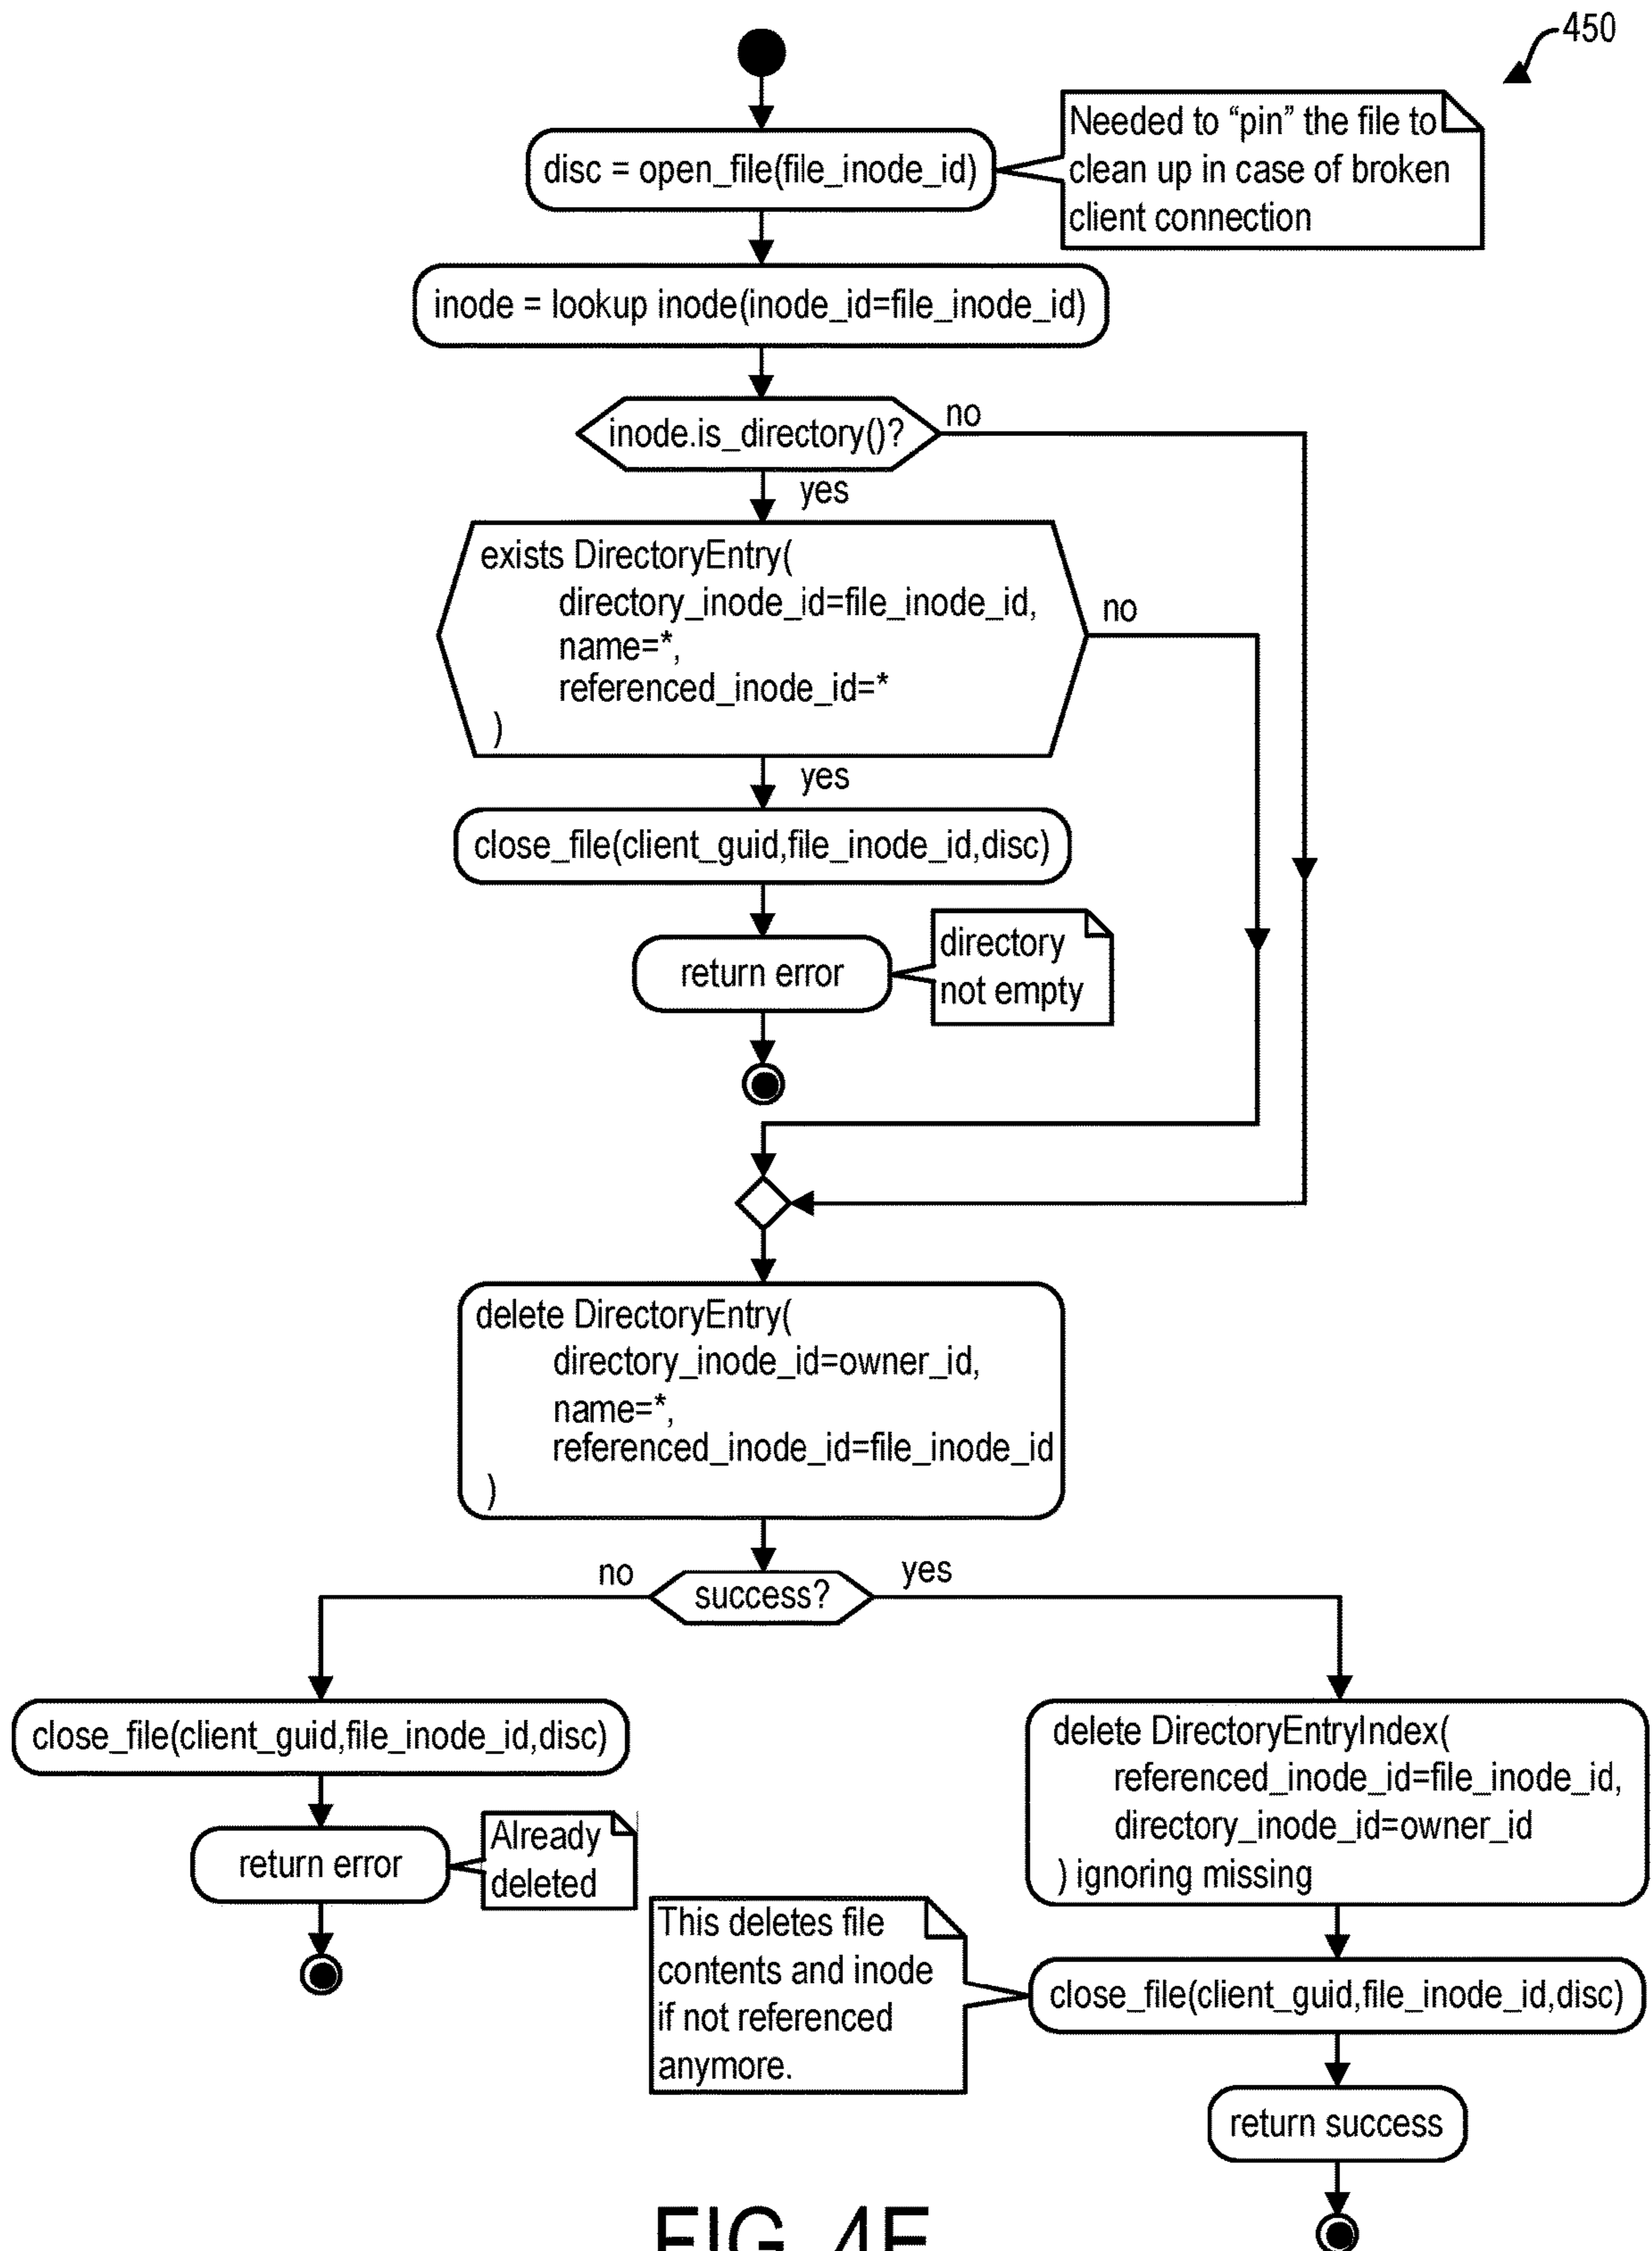 450
disc = open_file(file_inode_id)
Needed to “pin” the file to
clean up in case of broken
client connection
inode = lookup inode(inode_id=file_inode_id)
inode.is_directory()?
no
yes
exists DirectoryEntry(
directory_inode_id=file_inode_id,
name=*,
referenced_inode_id=*
)
no
yes
close_file(client_guid,file_inode_id,disc)
return error
directory
not empty
delete DirectoryEntry(
directory_inode_id=owner_id,
name=*,
referenced_inode_id=file_inode_id
)
no
success?
yes
close_file(client_guid,file_inode_id,disc)
return error
Already
deleted
delete DirectoryEntryIndex(
referenced_inode_id=file_inode_id,
directory_inode_id=owner_id
) ignoring missing
This deletes file
contents and inode
if not referenced
anymore.
close_file(client_guid,file_inode_id,disc)
return success